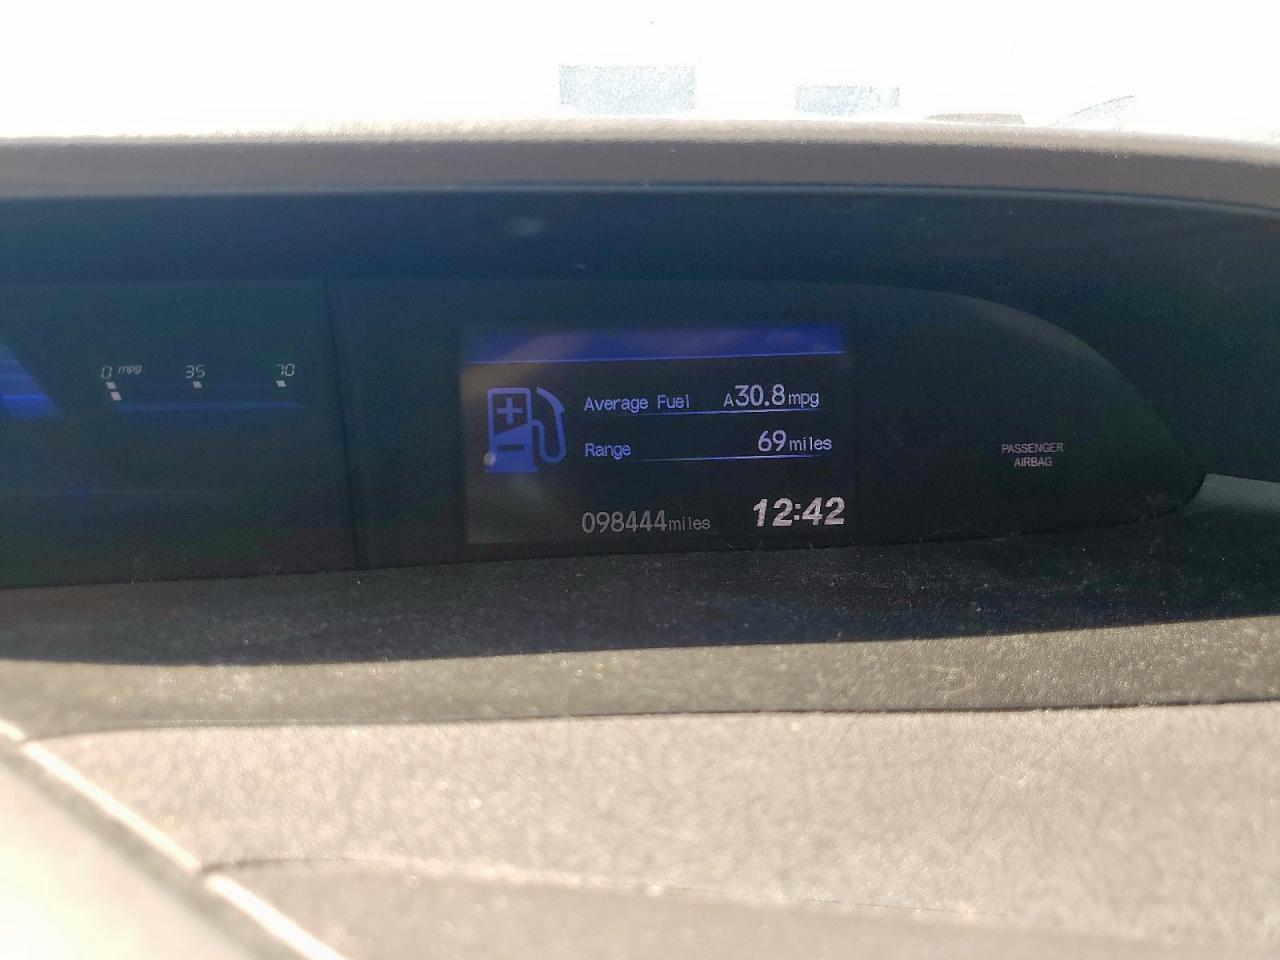 0 mpg 35 70
Average Fuel A30.8mpg
Range 69miles
098444miles 12:42
PASSENGER
AIRBAG